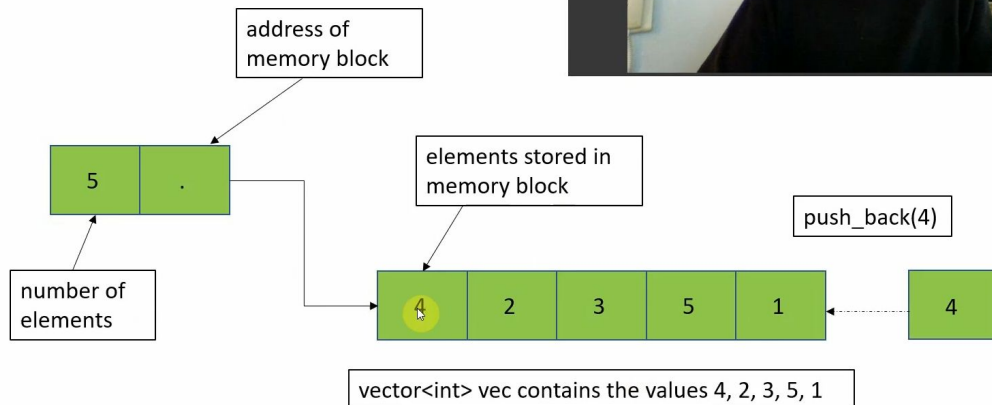 address of
memory block
5
.
elements stored in
memory block
push_back(4)
number of
elements
4
2
3
5
1
4
vector<int> vec contains the values 4, 2, 3, 5, 1